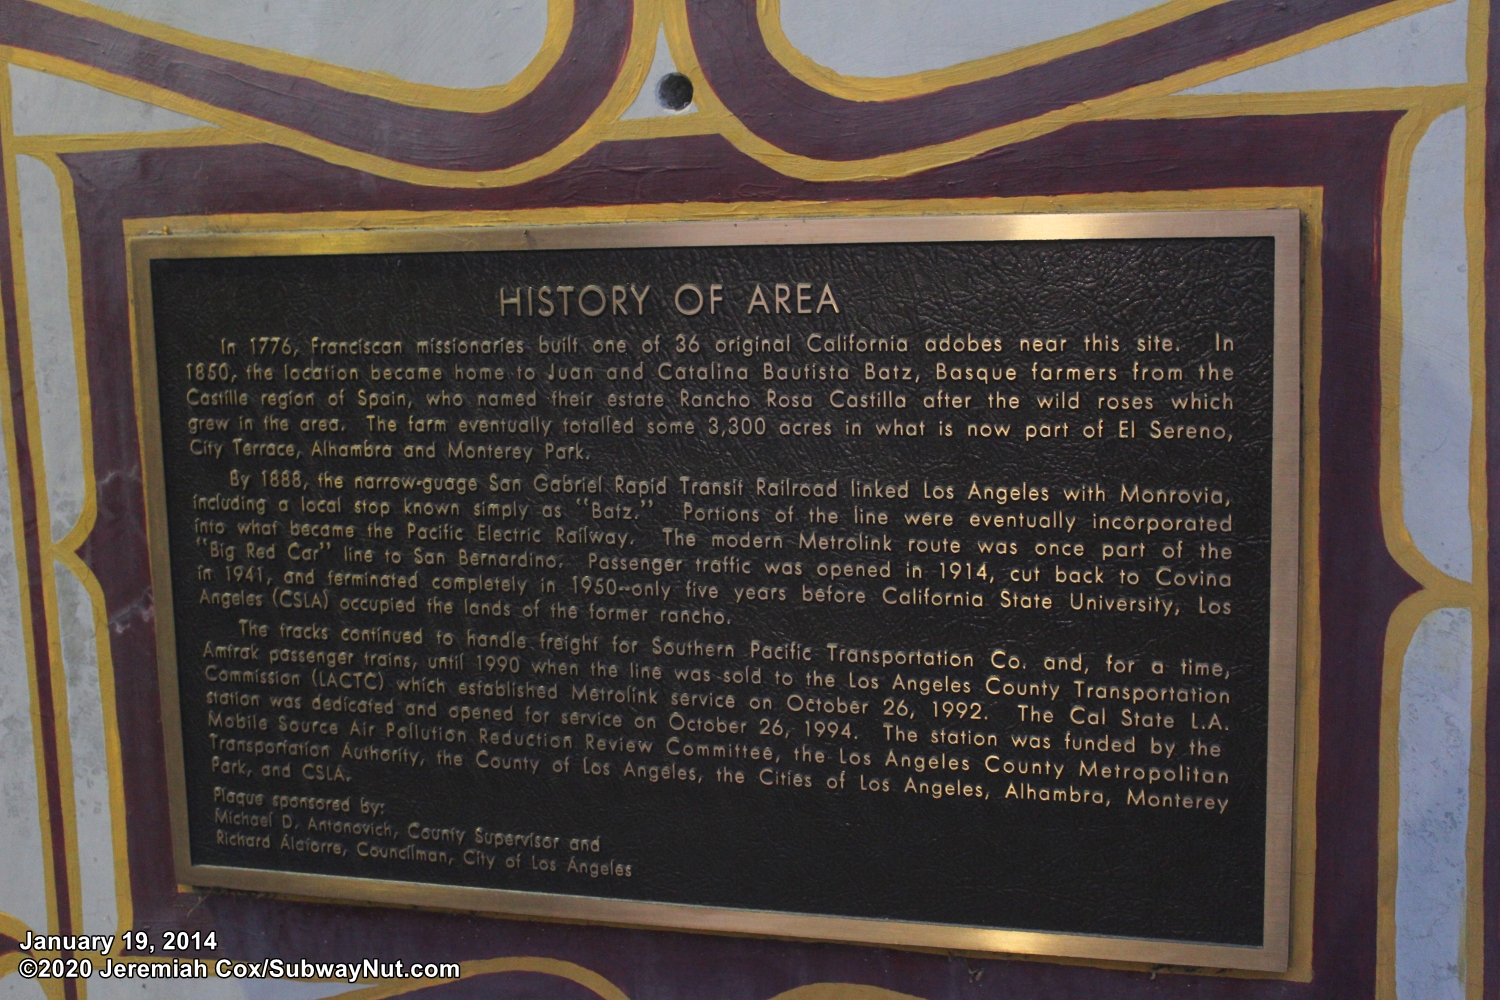 HISTORY OF AREA
In 1776, Franciscan missionaries built one of 36 original California adobes near this site. In
1850, the location became home to Juan and Catalina Bautista Batz, Basque farmers from the
Castille region of Spain, who named their estate Rancho Rosa Castilla after the wild roses which
grew in the area. The farm eventually totalled some 3,300 acres in what is now part of El Sereno,
City Terrace, Alhambra and Monterey Park.
By 1888, the narrow-guage San Gabriel Rapid Transit Railroad linked Los Angeles with Monrovia,
including a local stop known simply as "Batz." Portions of the line were eventually incorporated
into what became the Pacific Electric Railway. The modern Metrolink route was once part of the
"Big Red Car" line to San Bernardino. Passenger traffic was opened in 1914, cut back to Covina
in 1941, and terminated completely in 1950--only five years before California State University, Los
Angeles (CSLA) occupied the lands of the former rancho.
The tracks continued to handle freight for Southern Pacific Transportation Co. and, for a time,
Amtrak passenger trains, until 1990 when the line was sold to the Los Angeles County Transportation
Commission (LACTC) which established Metrolink service on October 26, 1992. The Cal State L.A.
station was dedicated and opened for service on October 26, 1994. The station was funded by the
Mobile Source Air Pollution Reduction Review Committee, the Los Angeles County Metropolitan
Transportation Authority, the County of Los Angeles, the Cities of Los Angeles, Alhambra, Monterey
Park, and CSLA.
Plaque sponsored by:
Michael D. Antonovich, County Supervisor and
Richard Alatorre, Councilman, City of Los Angeles
January 19, 2014
©2020 Jeremiah Cox/SubwayNut.com